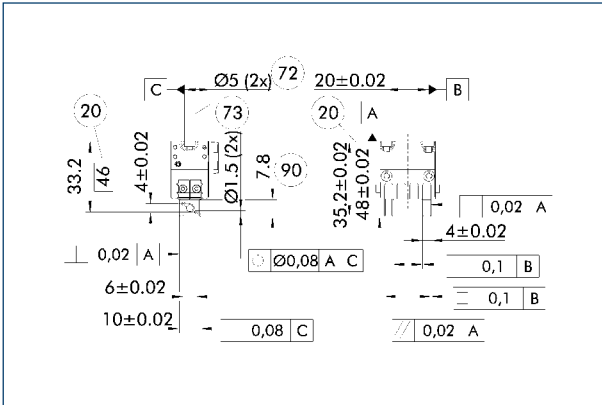 C Ø5 (2x) 72 20±0.02 B
20 73 20 A
33.2 46 4±0.02 Ø1.5 (2x) 7.8 90 35.2±0.02 48±0.02
0,02 A
⊥ 0,02 A 4±0.02
Ø0,08 A C 0,1 B
6±0.02 0,1 B
10±0.02
0,08 C // 0,02 A